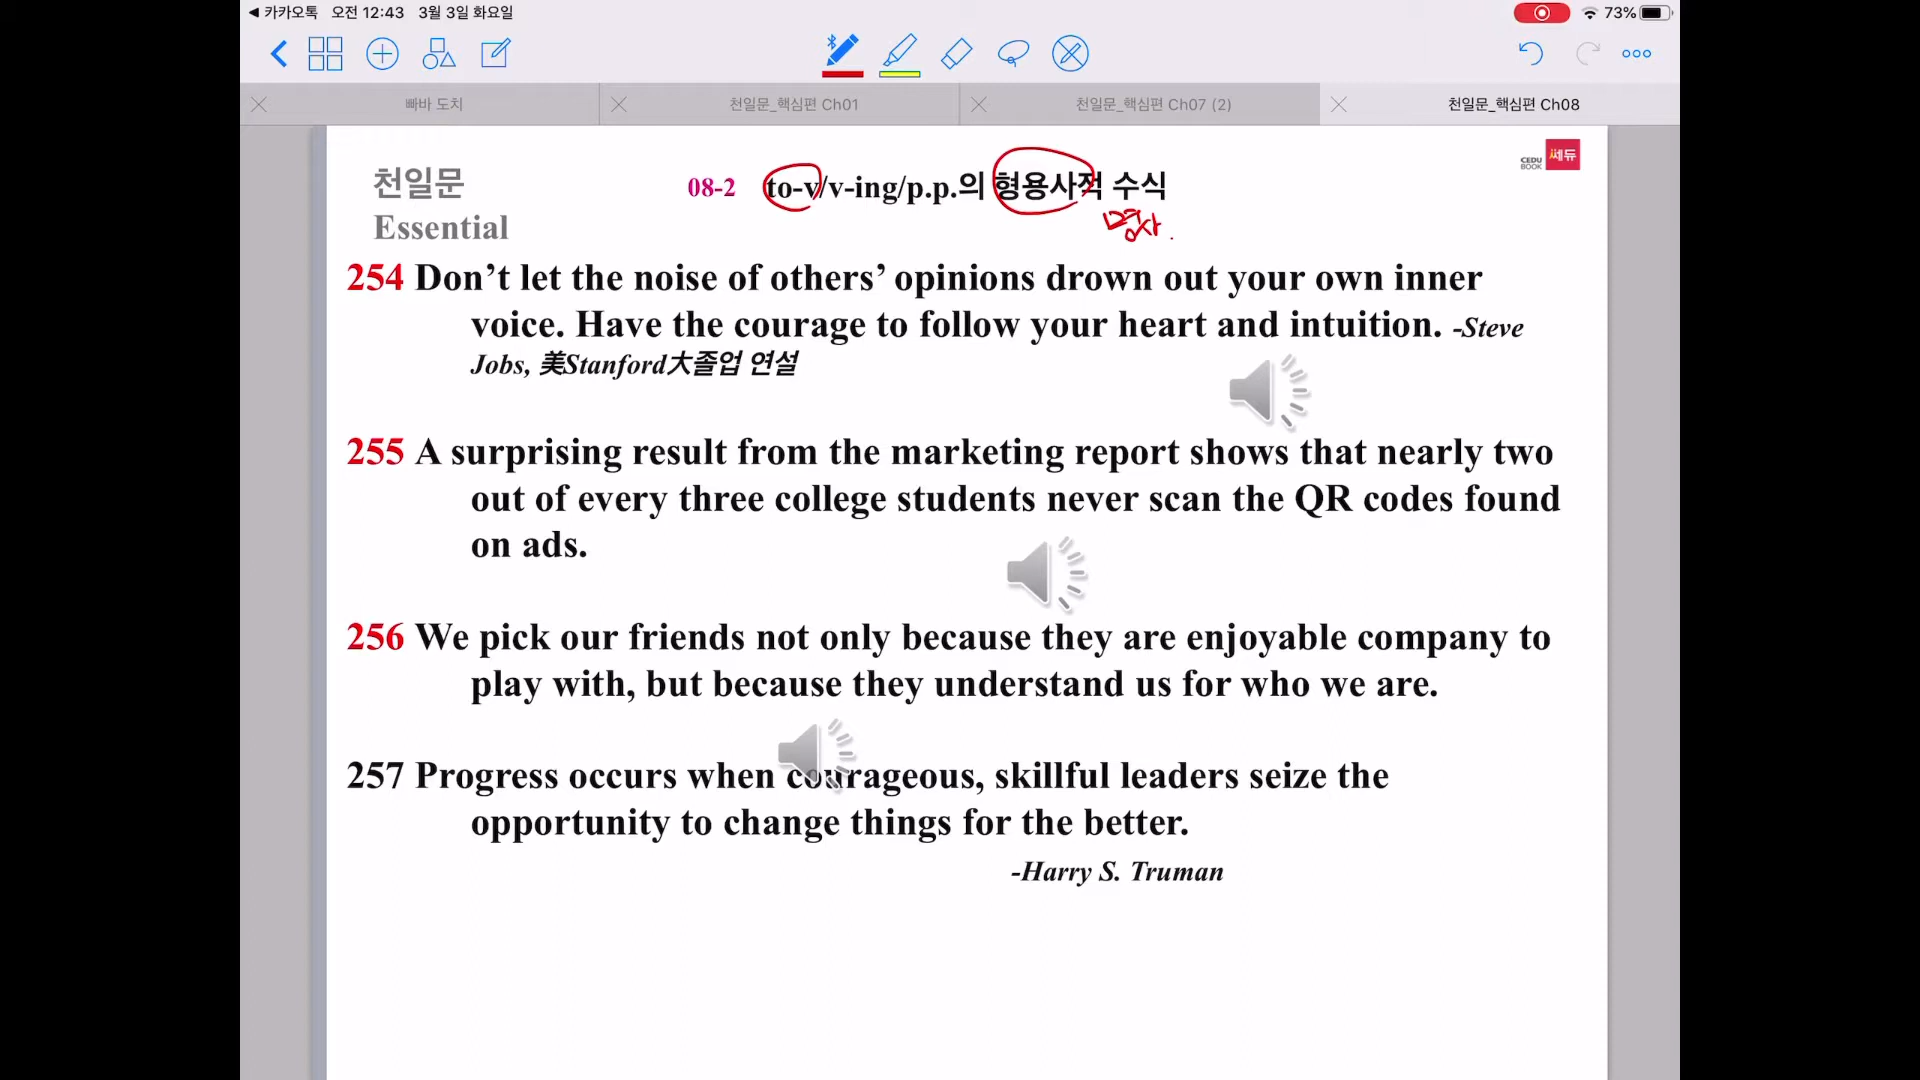 ◀ 카카오톡 오전 12:43 3월 3일 화요일 73%
빠바 도치 천일문_핵심편 Ch01 천일문_핵심편 Ch07 (2) 천일문_핵심편 Ch08
천일문
Essential
08-2 to-v/v-ing/p.p.의 형용사적 수식
CEDU BOOK 쎄듀
명사.
254 Don’t let the noise of others’ opinions drown out your own inner
voice. Have the courage to follow your heart and intuition. -Steve
Jobs, 美Stanford大졸업 연설
255 A surprising result from the marketing report shows that nearly two
out of every three college students never scan the QR codes found
on ads.
256 We pick our friends not only because they are enjoyable company to
play with, but because they understand us for who we are.
257 Progress occurs when courageous, skillful leaders seize the
opportunity to change things for the better.
-Harry S. Truman